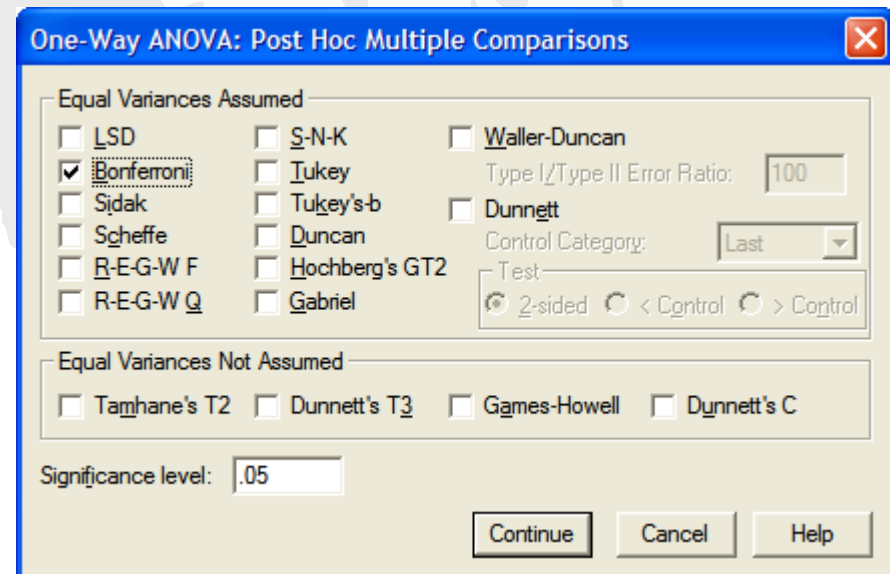 One-Way ANOVA: Post Hoc Multiple Comparisons
Equal Variances Assumed
LSD S-N-K Waller-Duncan
Bonferroni Tukey Type I/Type II Error Ratio: 100
Sidak Tukey's-b Dunnett
Scheffe Duncan Control Category: Last
R-E-G-W F Hochberg's GT2 Test
R-E-G-W Q Gabriel 2-sided < Control > Control
Equal Variances Not Assumed
Tamhane's T2 Dunnett's T3 Games-Howell Dunnett's C
Significance level: .05
Continue Cancel Help